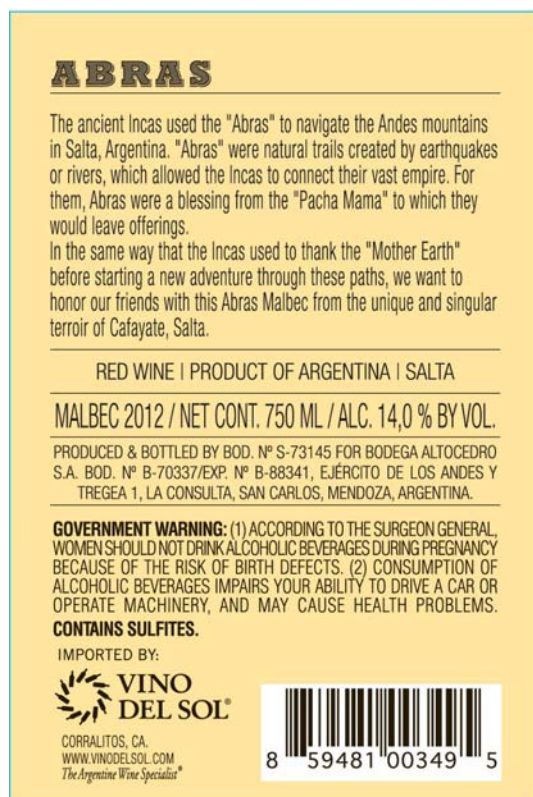 ABRAS
The ancient Incas used the "Abras" to navigate the Andes mountains
in Salta, Argentina. "Abras" were natural trails created by earthquakes
or rivers, which allowed the Incas to connect their vast empire. For
them, Abras were a blessing from the "Pacha Mama" to which they
would leave offerings.
In the same way that the Incas used to thank the "Mother Earth"
before starting a new adventure through these paths, we want to
honor our friends with this Abras Malbec from the unique and singular
terroir of Cafayate, Salta.
RED WINE | PRODUCT OF ARGENTINA | SALTA
MALBEC 2012 / NET CONT. 750 ML / ALC. 14,0 % BY VOL.
PRODUCED & BOTTLED BY BOD. Nº S-73145 FOR BODEGA ALTOCEDRO
S.A. BOD. Nº B-70337/EXP. Nº B-88341, EJÉRCITO DE LOS ANDES Y
TREGEA 1, LA CONSULTA, SAN CARLOS, MENDOZA, ARGENTINA.
GOVERNMENT WARNING: (1) ACCORDING TO THE SURGEON GENERAL,
WOMEN SHOULD NOT DRINK ALCOHOLIC BEVERAGES DURING PREGNANCY
BECAUSE OF THE RISK OF BIRTH DEFECTS. (2) CONSUMPTION OF
ALCOHOLIC BEVERAGES IMPAIRS YOUR ABILITY TO DRIVE A CAR OR
OPERATE MACHINERY, AND MAY CAUSE HEALTH PROBLEMS.
CONTAINS SULFITES.
IMPORTED BY:
VINO
DEL SOL®
CORRALITOS, CA.
WWW.VINODELSOL.COM
The Argentine Wine Specialist®
8 59481 00349 5